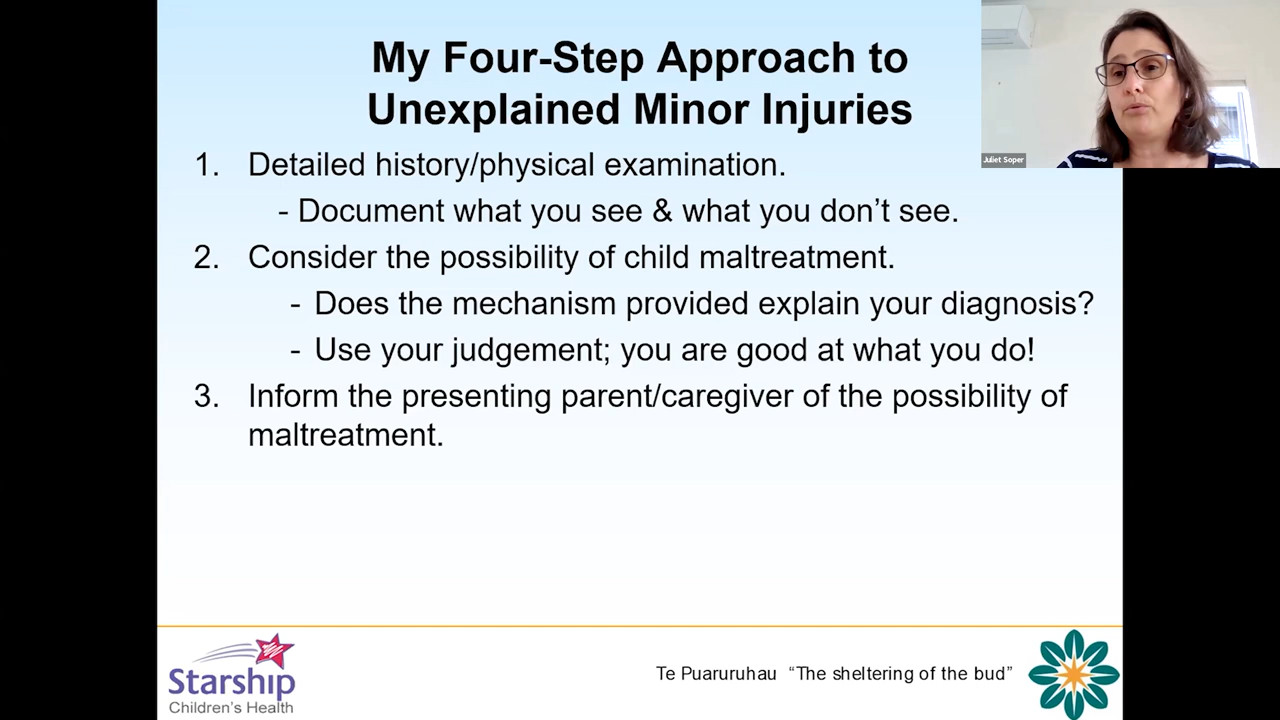 My Four-Step Approach to
Unexplained Minor Injuries
1. Detailed history/physical examination.
- Document what you see & what you don’t see.
2. Consider the possibility of child maltreatment.
- Does the mechanism provided explain your diagnosis?
- Use your judgement; you are good at what you do!
3. Inform the presenting parent/caregiver of the possibility of
maltreatment.
Juliet Soper
Starship
Children’s Health
Te Puaruruhau “The sheltering of the bud”